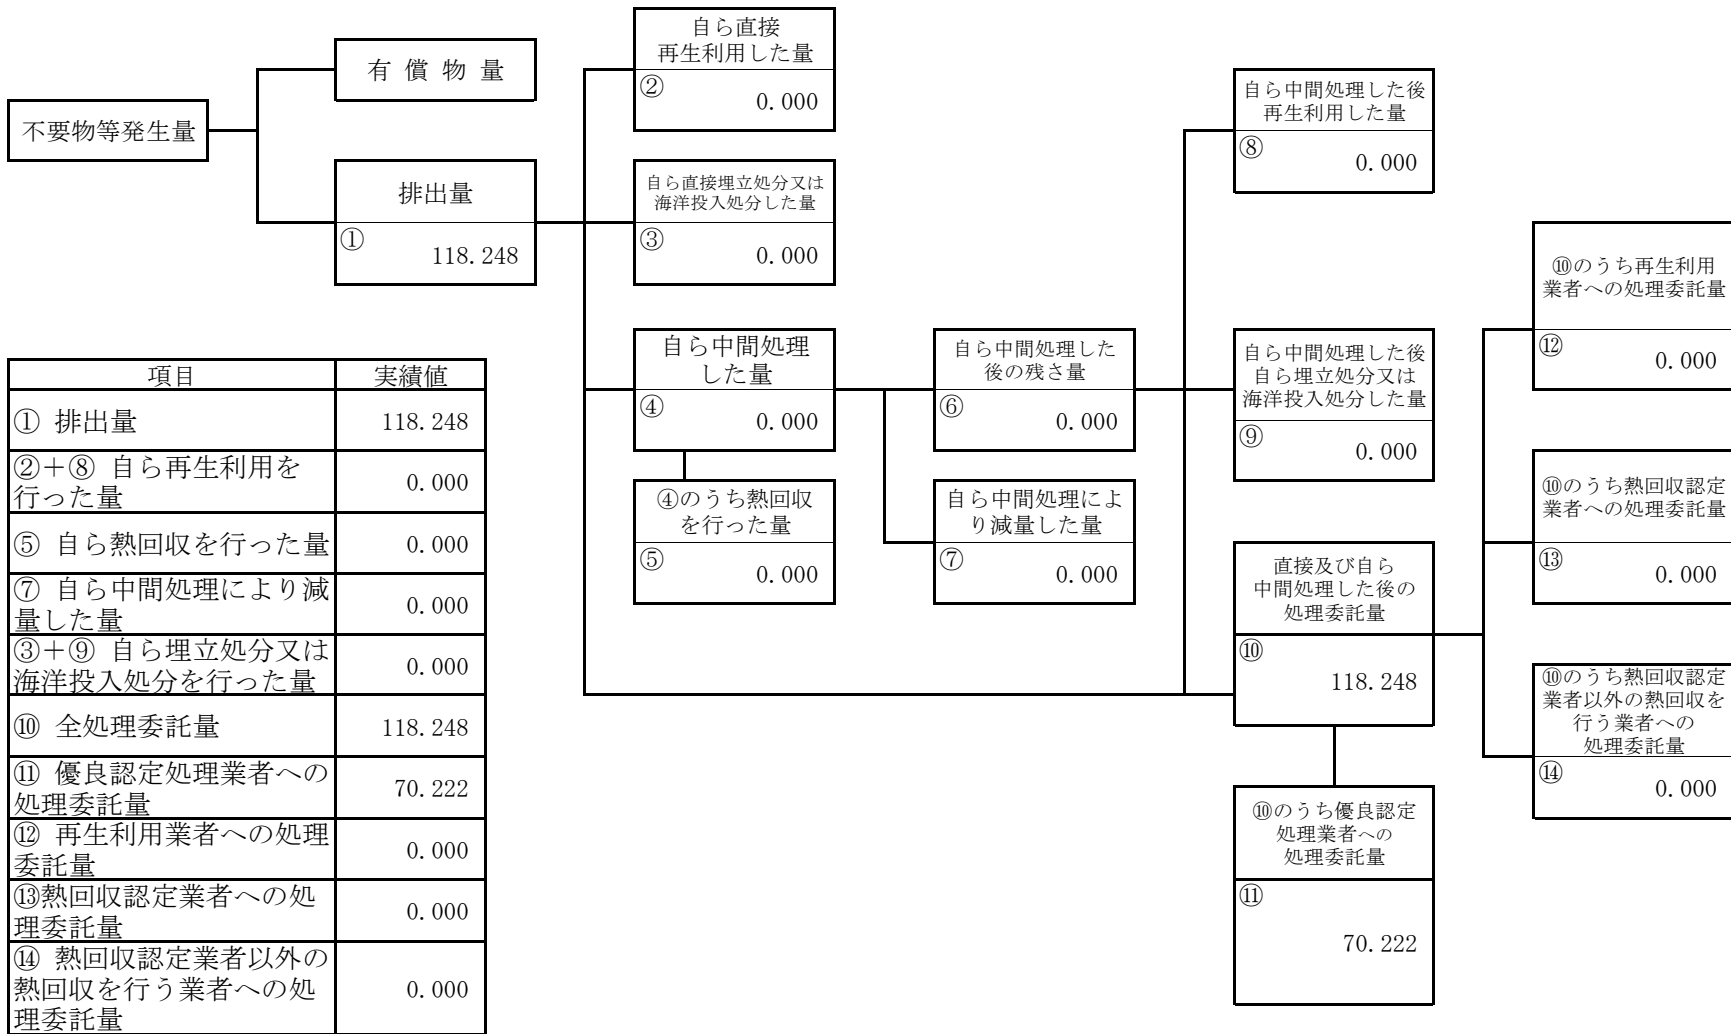 不要物等発生量
有 償 物 量
排出量
①
118.248
自ら直接
再生利用した量
②
0.000
自ら直接埋立処分又は
海洋投入処分した量
③
0.000
自ら中間処理
した量
④
0.000
④のうち熱回収
を行った量
⑤
0.000
自ら中間処理した
後の残さ量
⑥
0.000
自ら中間処理によ
り減量した量
⑦
0.000
自ら中間処理した後
再生利用した量
⑧
0.000
自ら中間処理した後
自ら埋立処分又は
海洋投入処分した量
⑨
0.000
直接及び自ら
中間処理した後の
処理委託量
⑩
118.248
⑩のうち優良認定
処理業者への
処理委託量
⑪
70.222
⑩のうち再生利用
業者への処理委託量
⑫
0.000
⑩のうち熱回収認定
業者への処理委託量
⑬
0.000
⑩のうち熱回収認定
業者以外の熱回収を
行う業者への
処理委託量
⑭
0.000
項目 実績値
① 排出量 118.248
②+⑧ 自ら再生利用を
行った量 0.000
⑤ 自ら熱回収を行った量 0.000
⑦ 自ら中間処理により減
量した量 0.000
③+⑨ 自ら埋立処分又は
海洋投入処分を行った量 0.000
⑩ 全処理委託量 118.248
⑪ 優良認定処理業者への
処理委託量 70.222
⑫ 再生利用業者への処理
委託量 0.000
⑬熱回収認定業者への処
理委託量 0.000
⑭ 熱回収認定業者以外の
熱回収を行う業者への処
理委託量 0.000